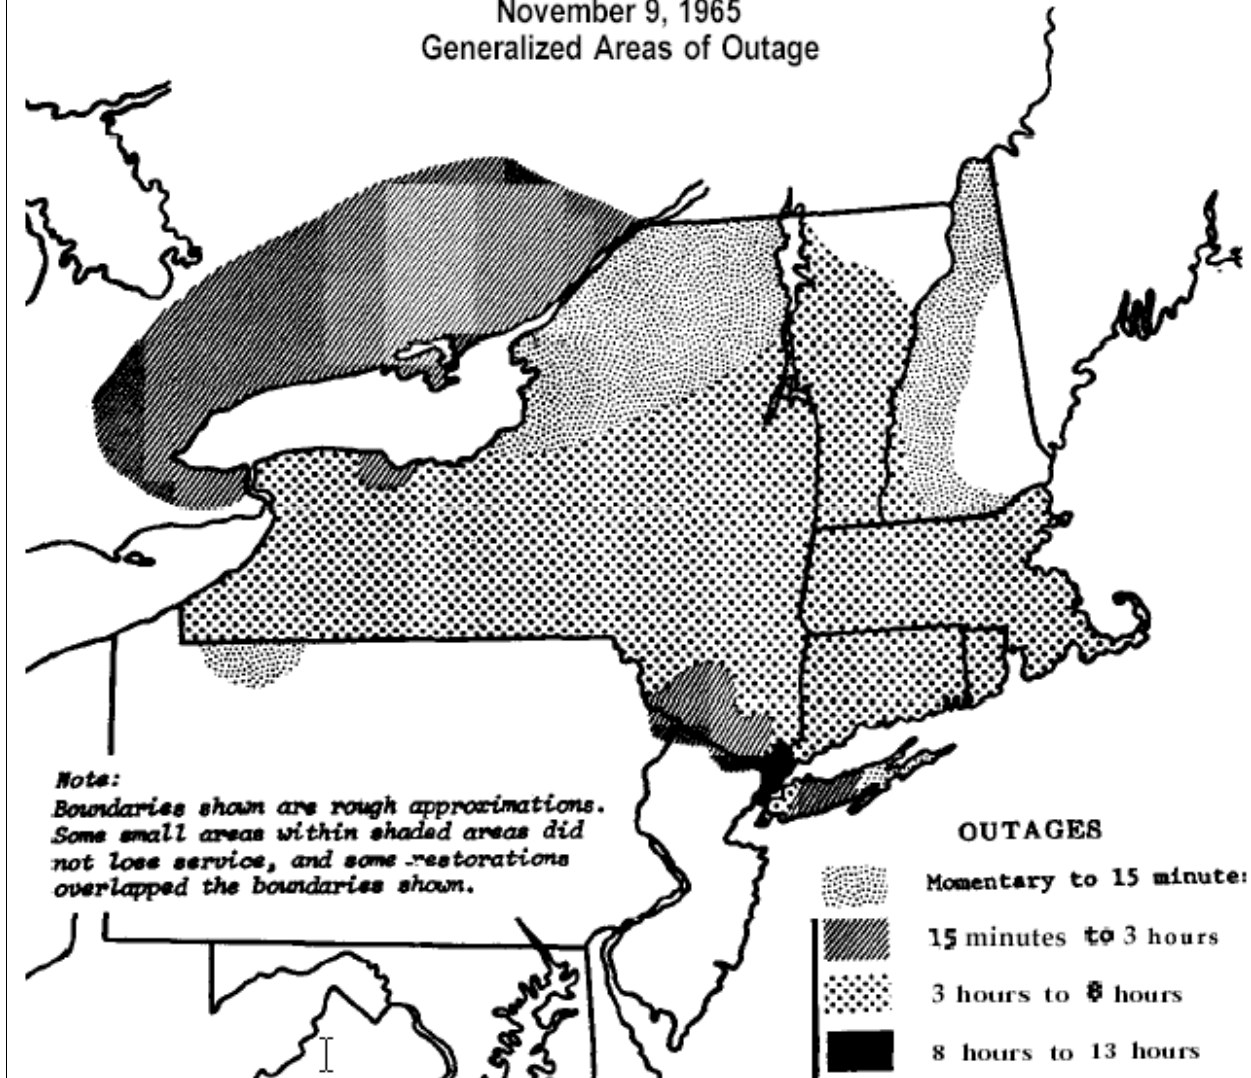 November 9, 1965
Generalized Areas of Outage
Note:
Boundaries shown are rough approximations.
Some small areas within shaded areas did
not lose service, and some restorations
overlapped the boundaries shown.
OUTAGES
Momentary to 15 minute:
15 minutes to 3 hours
3 hours to 8 hours
8 hours to 13 hours